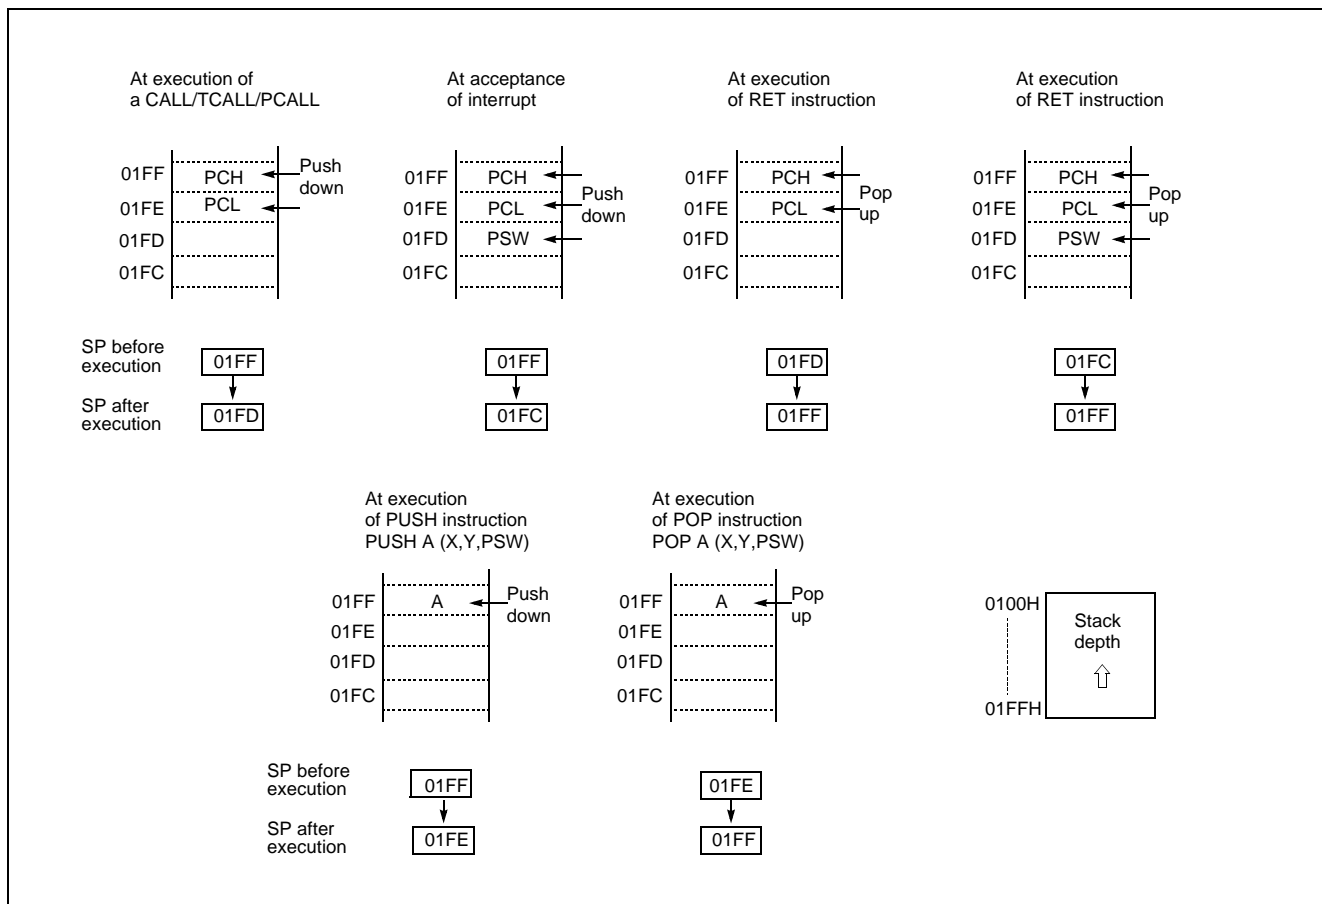 At execution of
a CALL/TCALL/PCALL
01FF
PCH
Push
down
01FE
PCL
01FD
01FC
SP before
execution
01FF
SP after
execution
01FD
At acceptance
of interrupt
01FF
PCH
01FE
PCL
Push
down
01FD
PSW
01FC
01FF
01FC
At execution
of RET instruction
01FF
PCH
01FE
PCL
Pop
up
01FD
01FC
01FD
01FF
At execution
of RET instruction
01FF
PCH
01FE
PCL
Pop
up
01FD
PSW
01FC
01FC
01FF
At execution
of PUSH instruction
PUSH A (X,Y,PSW)
01FF
A
Push
down
01FE
01FD
01FC
SP before
execution
01FF
SP after
execution
01FE
At execution
of POP instruction
POP A (X,Y,PSW)
01FF
A
Pop
up
01FE
01FD
01FC
01FE
01FF
0100H
Stack
depth
01FFH